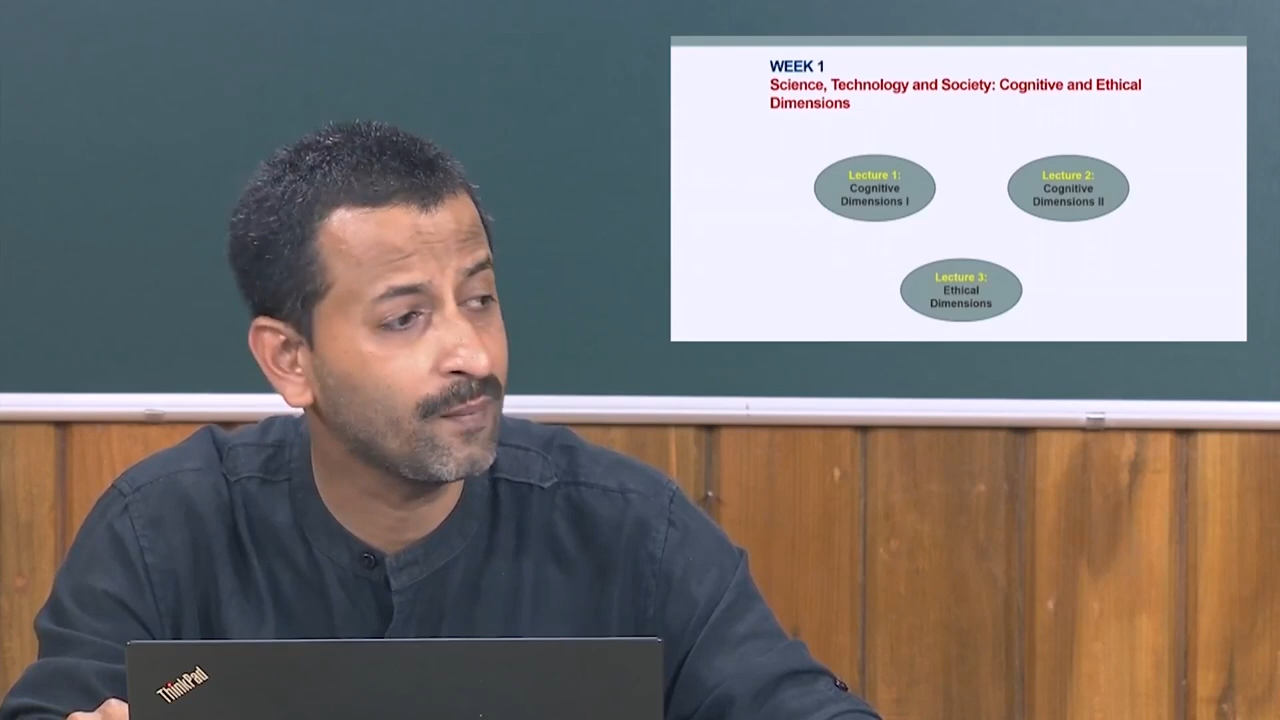 WEEK 1
Science, Technology and Society: Cognitive and Ethical
Dimensions
Lecture 1:
Cognitive
Dimensions I
Lecture 2:
Cognitive
Dimensions II
Lecture 3:
Ethical
Dimensions
ThinkPad